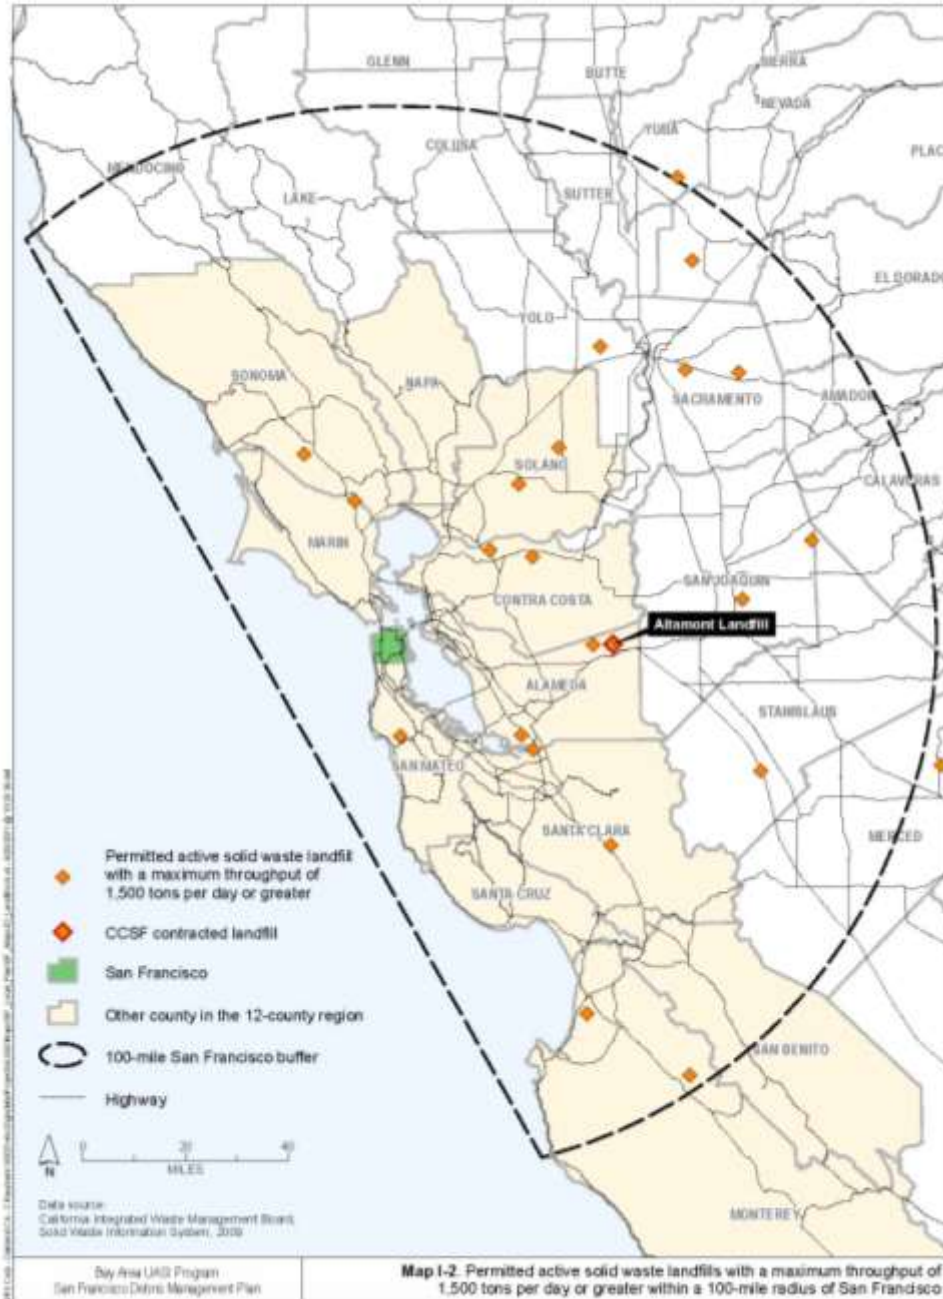 GLENN
BUTTE
SIERRA
NEVADA
YUBA
COLUSA
PLAC
MENDOCINO
LAKE
SUTTER
EL DORADO
YOLO
SONOMA
NAPA
SACRAMENTO
AMADOR
SOLANO
CALAVERAS
MARIN
SAN JOAQUIN
CONTRA COSTA
Altamont Landfill
ALAMEDA
STANISLAUS
SAN MATEO
SANTA CLARA
MERCED
SANTA CRUZ
SAN BENITO
MONTEREY
Permitted active solid waste landfill
with a maximum throughput of
1,500 tons per day or greater
CCSF contracted landfill
San Francisco
Other county in the 12-county region
100-mile San Francisco buffer
Highway
N
0 20 40
MILES
Data source:
California Integrated Waste Management Board,
Solid Waste Information System, 2009
Bay Area UASI Program
San Francisco Debris Management Plan
Map I-2. Permitted active solid waste landfills with a maximum throughput of
1,500 tons per day or greater within a 100-mile radius of San Francisco